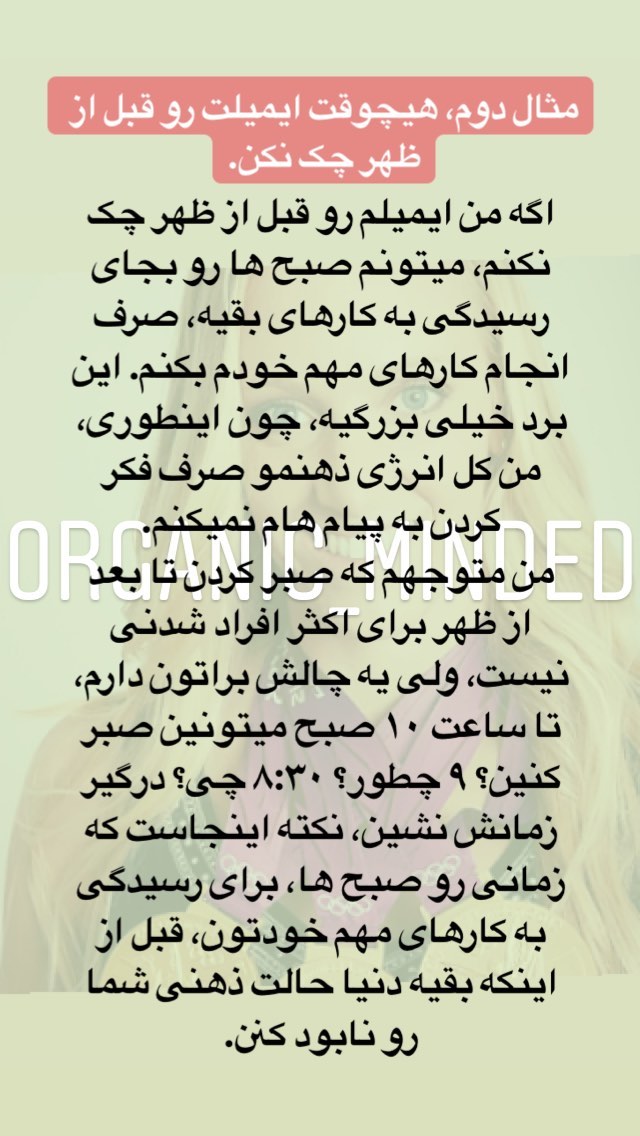 مثال دوم، هیچوقت ایمیلت رو قبل از
ظهر چک نکن.
اگه من ایمیلم رو قبل از ظهر چک
نکنم، میتونم صبح ها رو بجای
رسیدگی به کارهای بقیه، صرف
انجام کارهای مهم خودم بکنم. این
برد خیلی بزرگیه، چون اینطوری،
من کل انرژی ذهنمو صرف فکر
کردن به پیام هام نمیکنم.
ORGANIC_MINDED
من متوجهم که صبر کردن تا بعد
از ظهر برای اکثر افراد شدنی
نیست، ولی یه چالش براتون دارم،
تا ساعت ۱۰ صبح میتونین صبر
کنین؟ ۹ چطور؟ ۸:۳۰ چی؟ درگیر
زمانش نشین، نکته اینجاست که
زمانی رو صبح ها، برای رسیدگی
به کارهای مهم خودتون، قبل از
اینکه بقیه دنیا حالت ذهنی شما
رو نابود کنن.